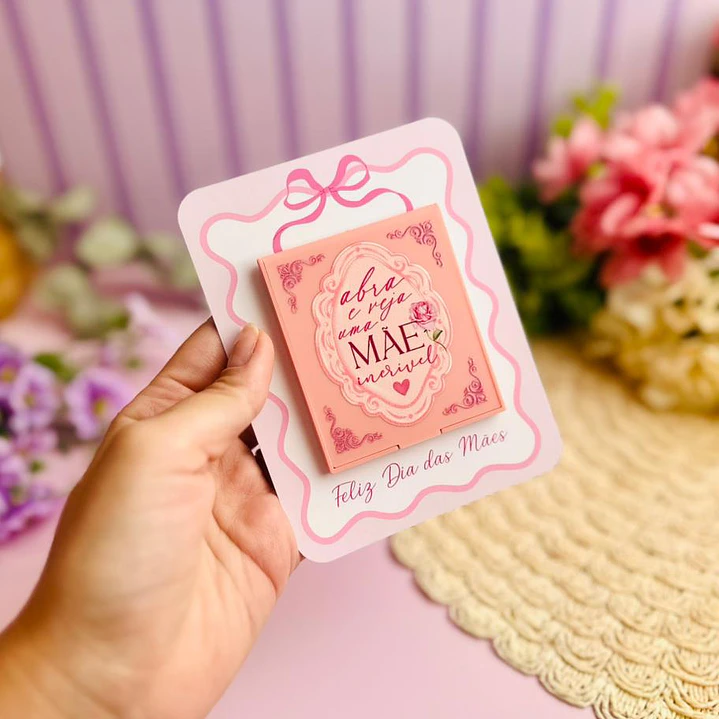 abra
e veja
uma
MÃE
incrível
Feliz Dia das Mães